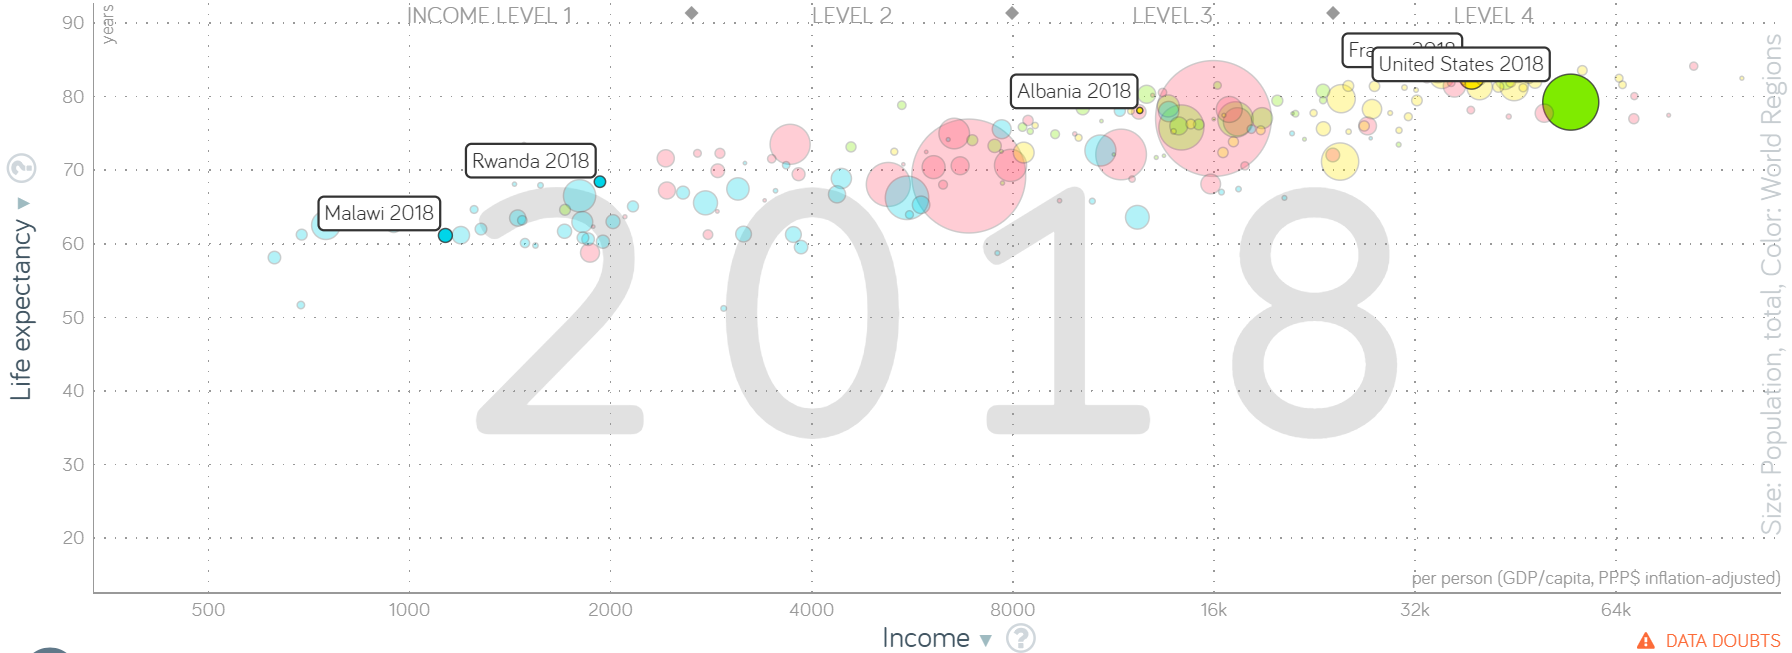 INCOME LEVEL 1
LEVEL 2
LEVEL 3
LEVEL 4
years
90
80
70
60
50
40
30
20
Life expectancy ▼
?
2018
Fra 2018
United States 2018
Albania 2018
Rwanda 2018
Malawi 2018
Size: Population, total, Color: World Regions
per person (GDP/capita, PPP$ inflation-adjusted)
500
1000
2000
4000
8000
16k
32k
64k
Income ▼ ?
DATA DOUBTS